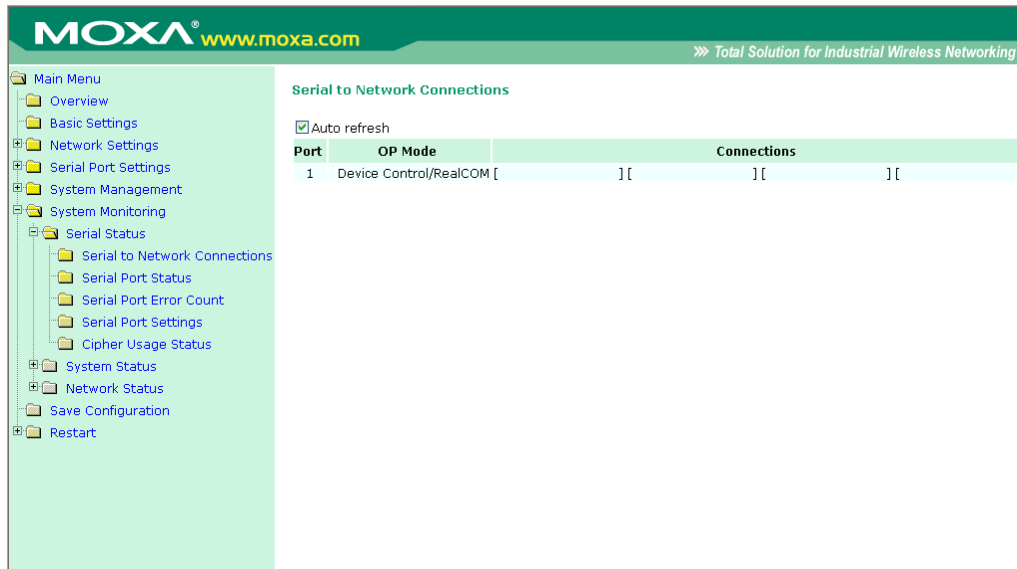 MOXA® www.moxa.com
>>> Total Solution for Industrial Wireless Networking
Main Menu
Overview
Basic Settings
Network Settings
Serial Port Settings
System Management
System Monitoring
Serial Status
Serial to Network Connections
Serial Port Status
Serial Port Error Count
Serial Port Settings
Cipher Usage Status
System Status
Network Status
Save Configuration
Restart
Serial to Network Connections
Auto refresh
Port OP Mode Connections
1 Device Control/RealCOM [ ] [ ] [ ] [